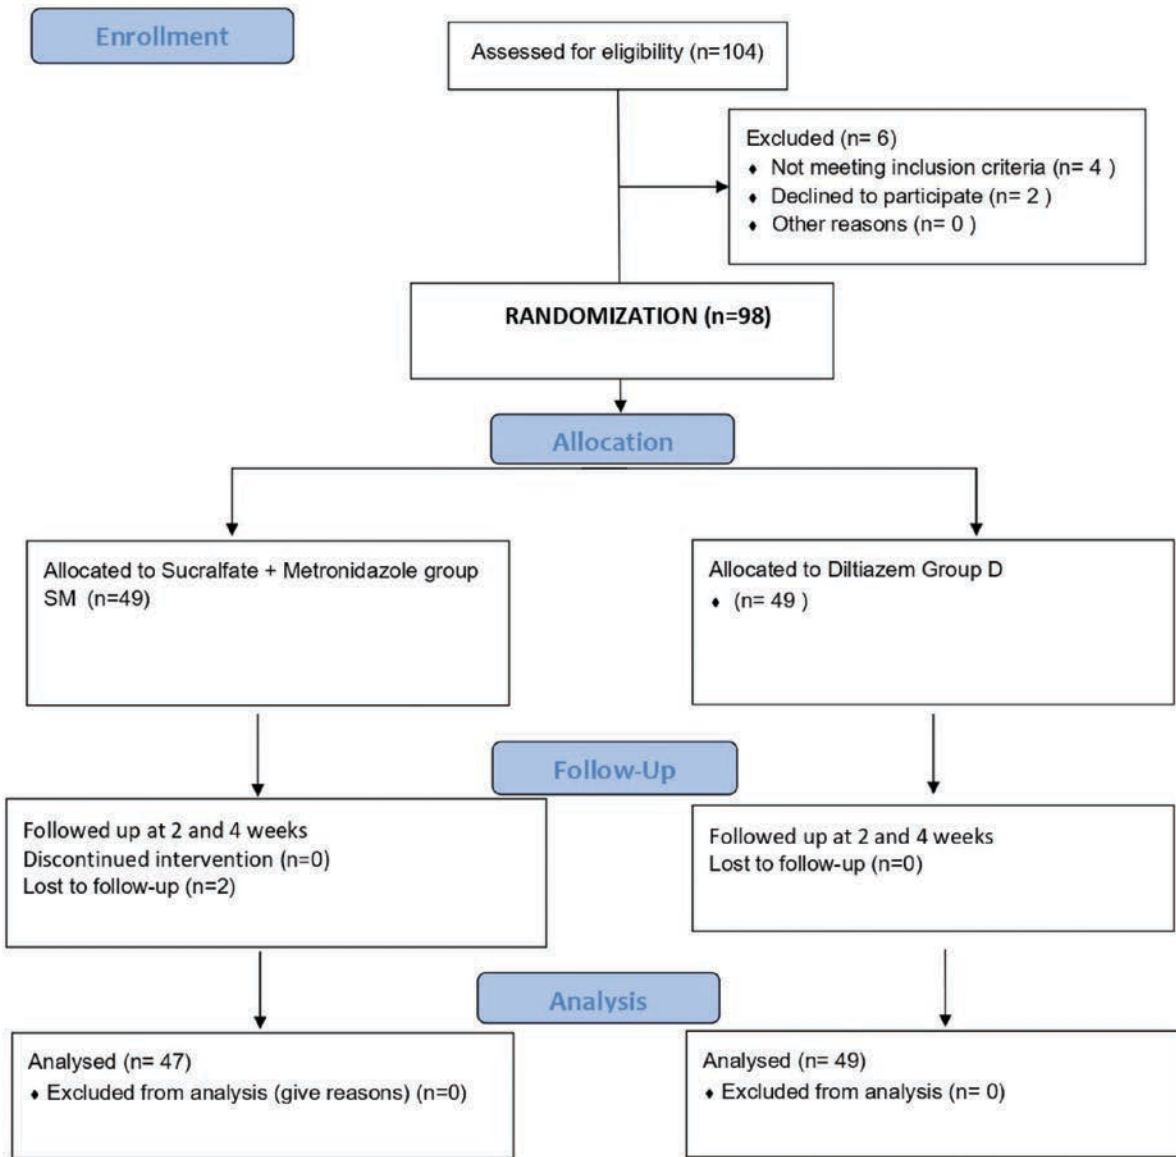 Enrollment
Assessed for eligibility (n=104)
Excluded (n= 6)
♦ Not meeting inclusion criteria (n= 4 )
♦ Declined to participate (n= 2 )
♦ Other reasons (n= 0 )
RANDOMIZATION (n=98)
Allocation
Allocated to Sucralfate + Metronidazole group
SM (n=49)
Allocated to Diltiazem Group D
♦ (n= 49 )
Follow-Up
Followed up at 2 and 4 weeks
Discontinued intervention (n=0)
Lost to follow-up (n=2)
Followed up at 2 and 4 weeks
Lost to follow-up (n=0)
Analysis
Analysed (n= 47)
♦ Excluded from analysis (give reasons) (n=0)
Analysed (n= 49)
♦ Excluded from analysis (n= 0)